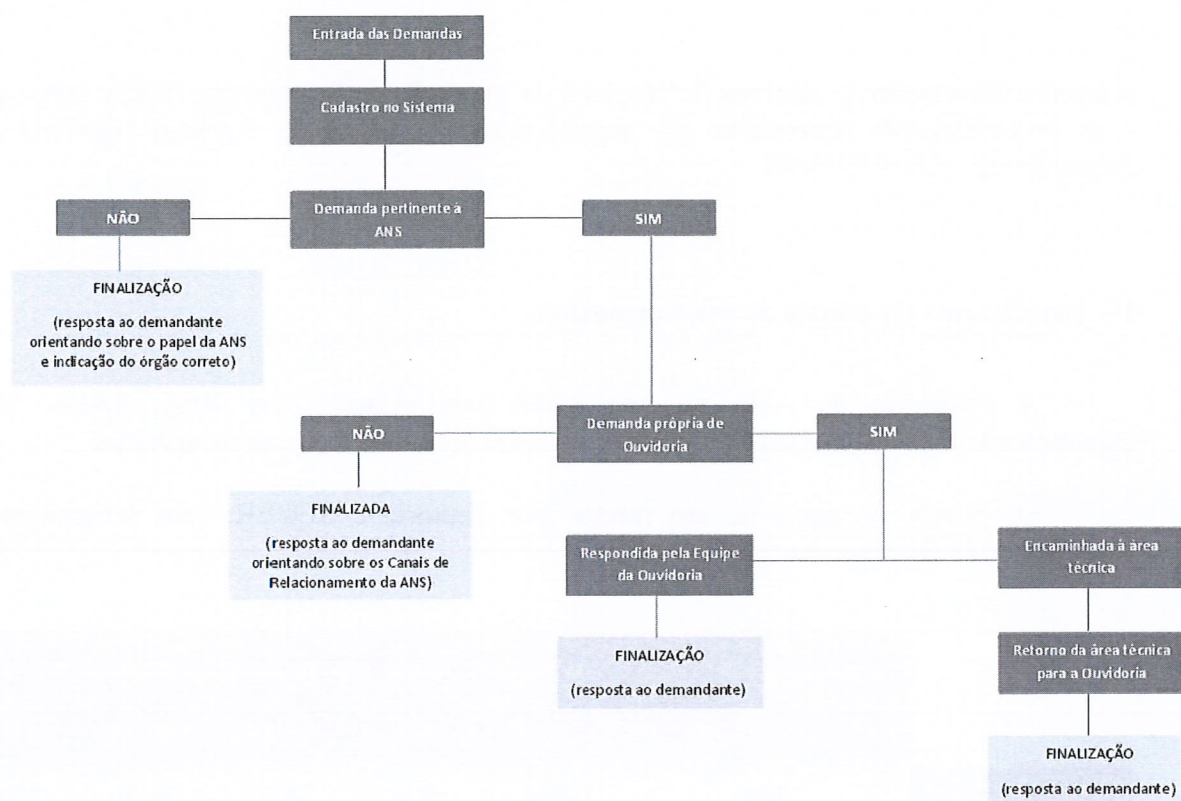 Entrada das Demandas
Cadastro no Sistema
Demanda pertinente à
ANS
NÃO
SIM
FINALIZAÇÃO
(resposta ao demandante
orientando sobre o papel da ANS
e indicação do órgão correto)
Demanda própria de
Ouvidoria
NÃO
SIM
FINALIZADA
(resposta ao demandante
orientando sobre os Canais de
Relacionamento da ANS)
Respondida pela Equipe
da Ouvidoria
Encaminhada à área
técnica
FINALIZAÇÃO
(resposta ao demandante)
Retorno da área técnica
para a Ouvidoria
FINALIZAÇÃO
(resposta ao demandante)